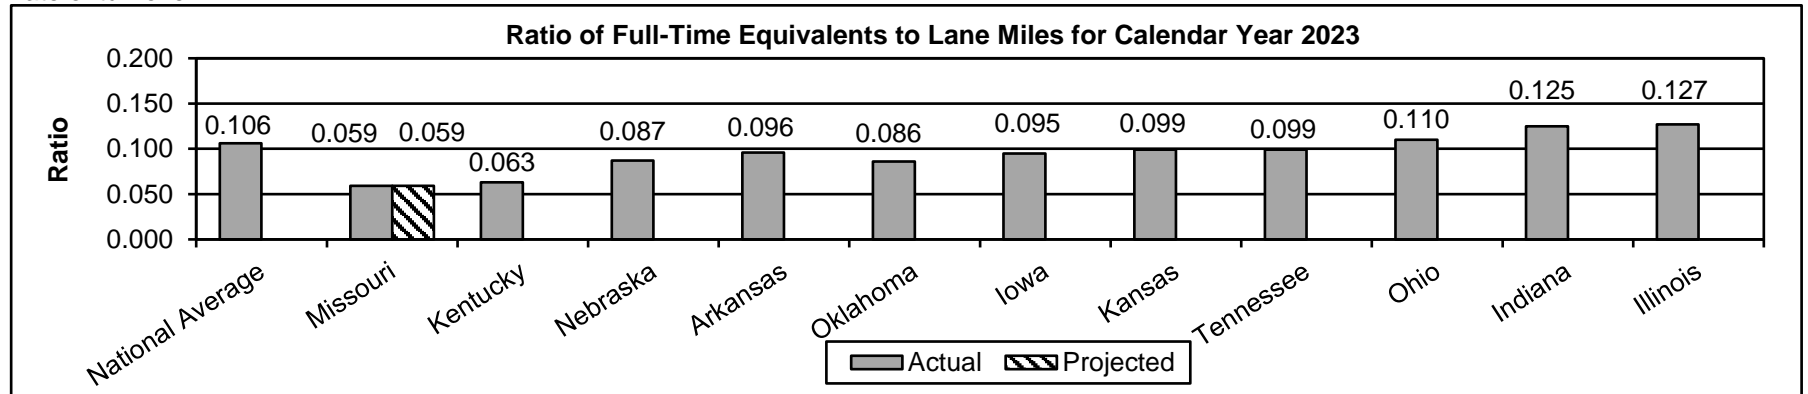 Ratio of Full-Time Equivalents to Lane Miles for Calendar Year 2023
Ratio
0.200
0.150
0.100
0.050
0.000
0.106
0.059
0.059
0.063
0.087
0.096
0.086
0.095
0.099
0.099
0.110
0.125
0.127
National Average
Missouri
Kentucky
Nebraska
Arkansas
Oklahoma
Iowa
Kansas
Tennessee
Ohio
Indiana
Illinois
Actual
Projected